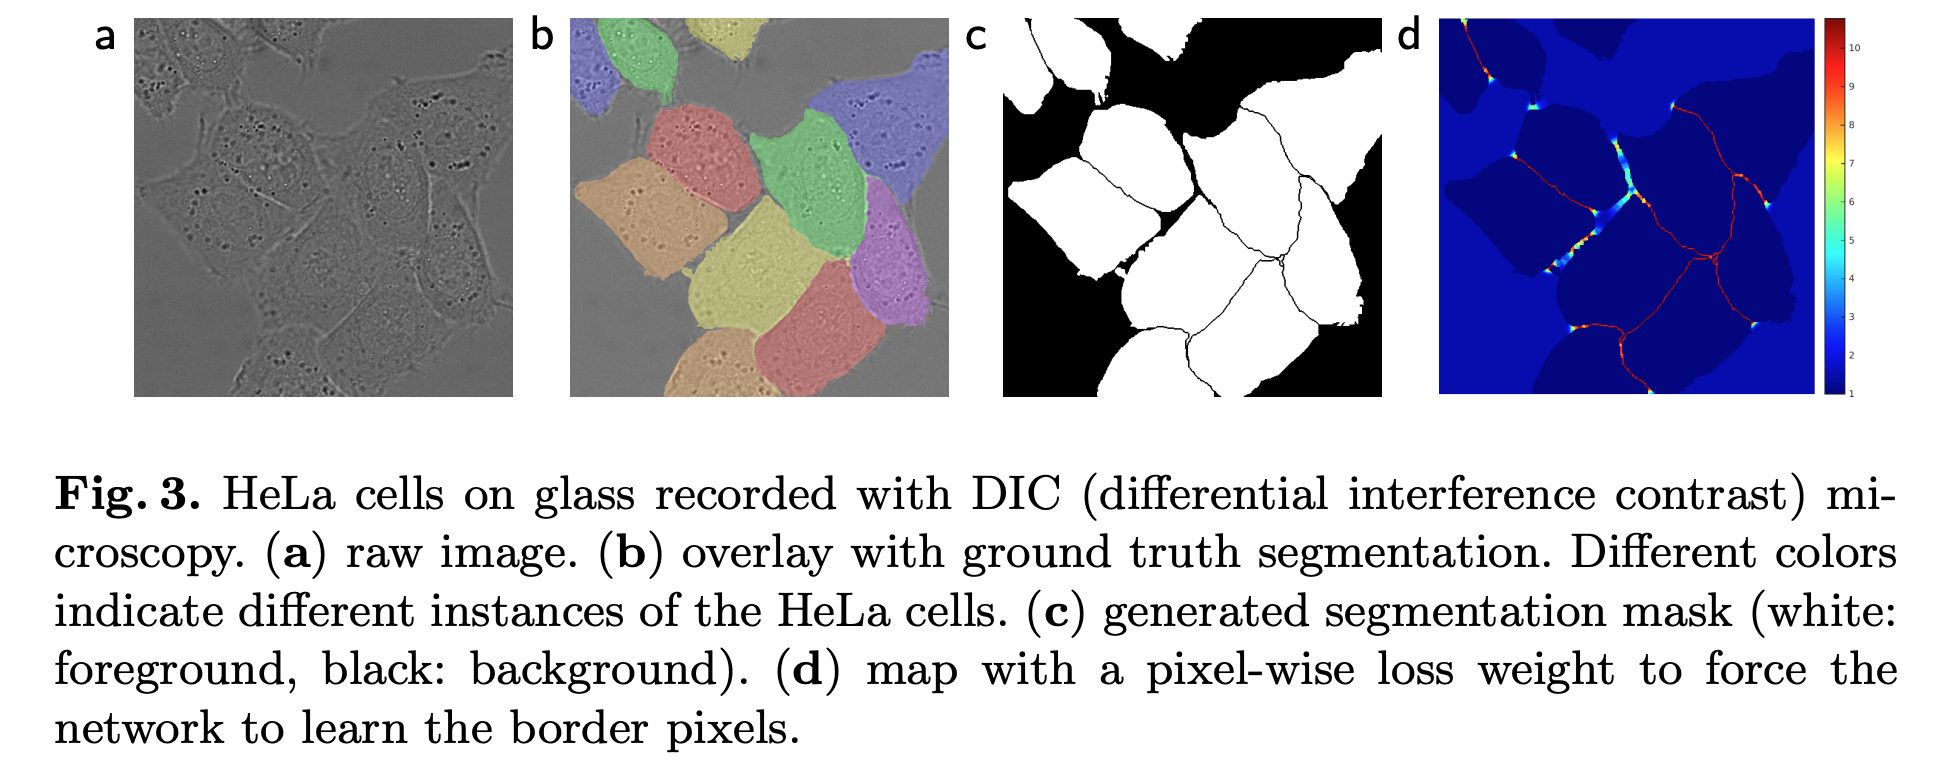 a
b
c
d
10
9
8
7
6
5
4
3
2
1
Fig. 3. HeLa cells on glass recorded with DIC (differential interference contrast) mi-
croscopy. (a) raw image. (b) overlay with ground truth segmentation. Different colors
indicate different instances of the HeLa cells. (c) generated segmentation mask (white:
foreground, black: background). (d) map with a pixel-wise loss weight to force the
network to learn the border pixels.